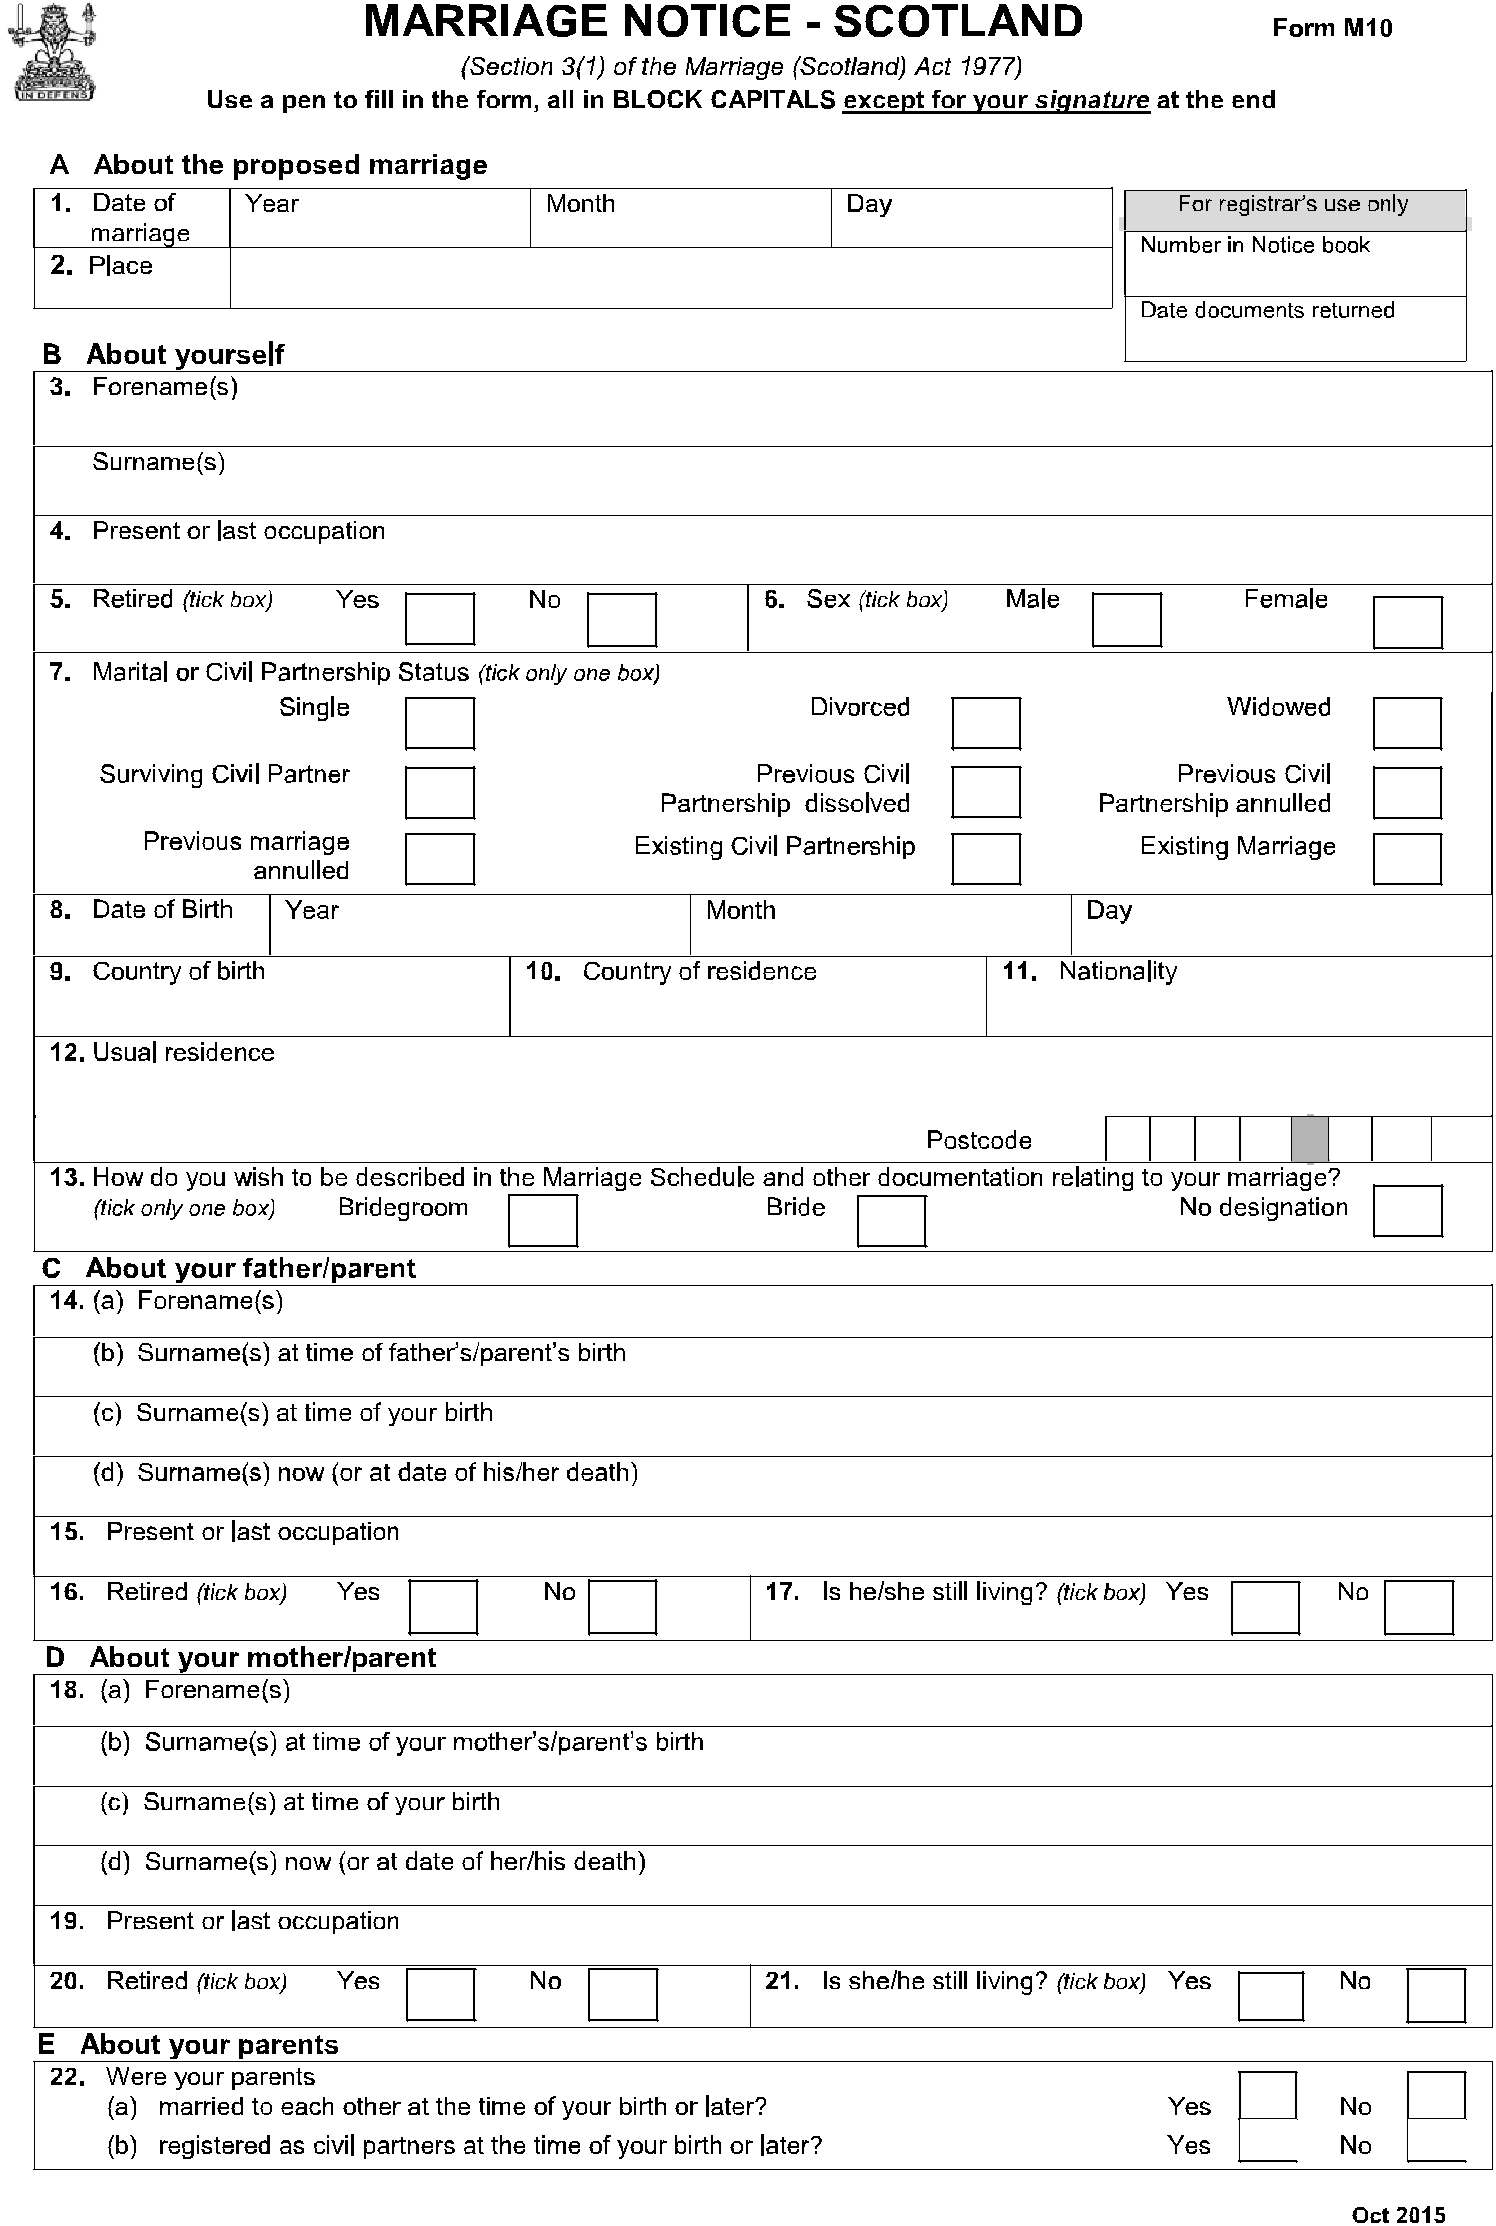 MARRIAGE NOTICE - SCOTLAND
Form M10
(Section 3(1) of the Marriage (Scotland) Act 1977)
Use a pen to fill in the form, all in BLOCK CAPITALS except for your signature at the end
IN DEFENS
A About the proposed marriage
1. Date of marriage
Year
Month
Day
2. Place
For registrar's use only
Number in Notice book
Date documents returned
B About yourself
3. Forename(s)
Surname(s)
4. Present or last occupation
5. Retired (tick box) Yes No
6. Sex (tick box) Male Female
7. Marital or Civil Partnership Status (tick only one box)
Single
Divorced
Widowed
Surviving Civil Partner
Previous Civil
Partnership dissolved
Previous Civil
Partnership annulled
Previous marriage
annulled
Existing Civil Partnership
Existing Marriage
8. Date of Birth
Year
Month
Day
9. Country of birth
10. Country of residence
11. Nationality
12. Usual residence
Postcode
13. How do you wish to be described in the Marriage Schedule and other documentation relating to your marriage?
(tick only one box) Bridegroom Bride No designation
C About your father/parent
14. (a) Forename(s)
(b) Surname(s) at time of father's/parent's birth
(c) Surname(s) at time of your birth
(d) Surname(s) now (or at date of his/her death)
15. Present or last occupation
16. Retired (tick box) Yes No
17. Is he/she still living? (tick box) Yes No
D About your mother/parent
18. (a) Forename(s)
(b) Surname(s) at time of your mother's/parent's birth
(c) Surname(s) at time of your birth
(d) Surname(s) now (or at date of her/his death)
19. Present or last occupation
20. Retired (tick box) Yes No
21. Is she/he still living? (tick box) Yes No
E About your parents
22. Were your parents
(a) married to each other at the time of your birth or later? Yes No
(b) registered as civil partners at the time of your birth or later? Yes No
Oct 2015